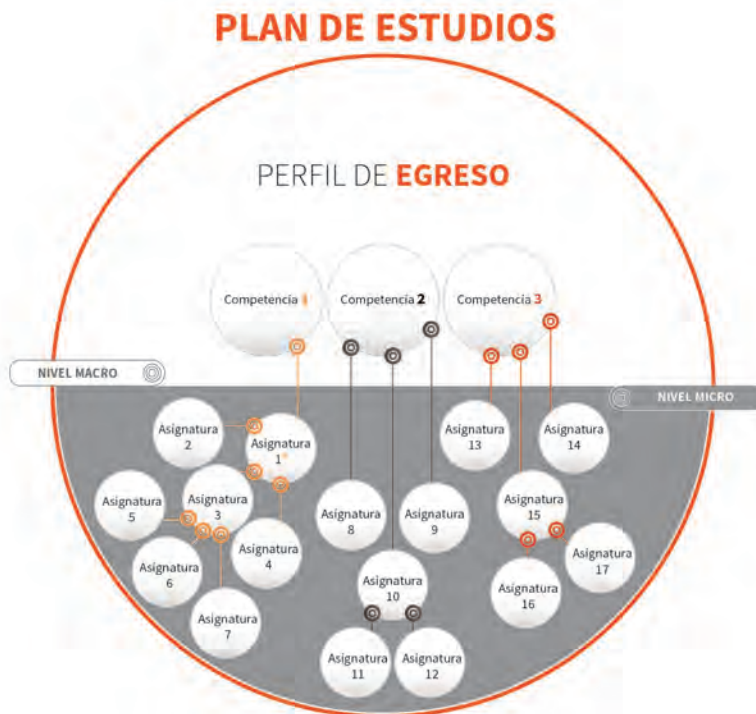 PLAN DE ESTUDIOS
PERFIL DE EGRESO
Competencia 1
Competencia 2
Competencia 3
NIVEL MACRO
NIVEL MICRO
Asignatura
2
Asignatura
1*
Asignatura
13
Asignatura
14
Asignatura
5
Asignatura
3
Asignatura
4
Asignatura
6
Asignatura
7
Asignatura
8
Asignatura
9
Asignatura
10
Asignatura
11
Asignatura
12
Asignatura
15
Asignatura
16
Asignatura
17